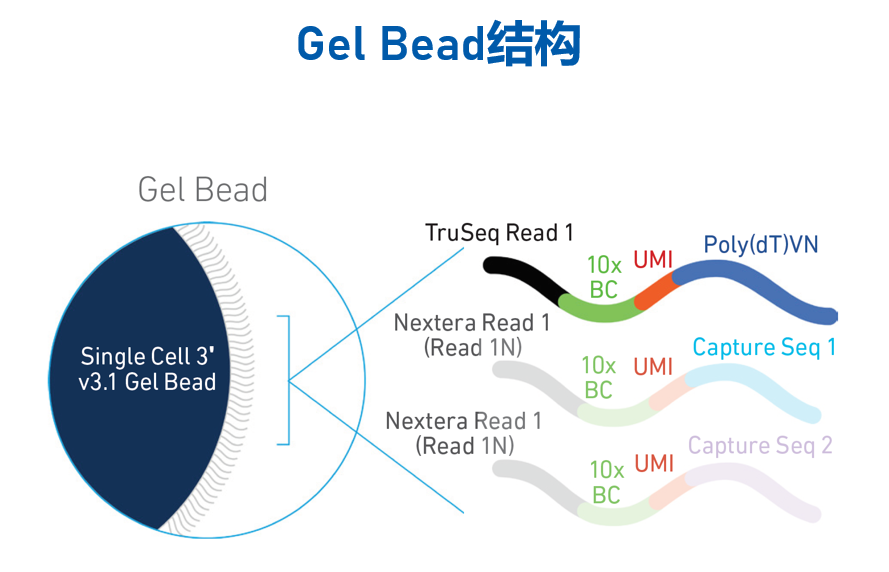 Gel Bead结构
Gel Bead
Single Cell 3'
v3.1 Gel Bead
TruSeq Read 1
10x
BC
UMI
Poly(dT)VN
Nextera Read 1
(Read 1N)
10x
BC
UMI
Capture Seq 1
Nextera Read 1
(Read 1N)
10x
BC
UMI
Capture Seq 2